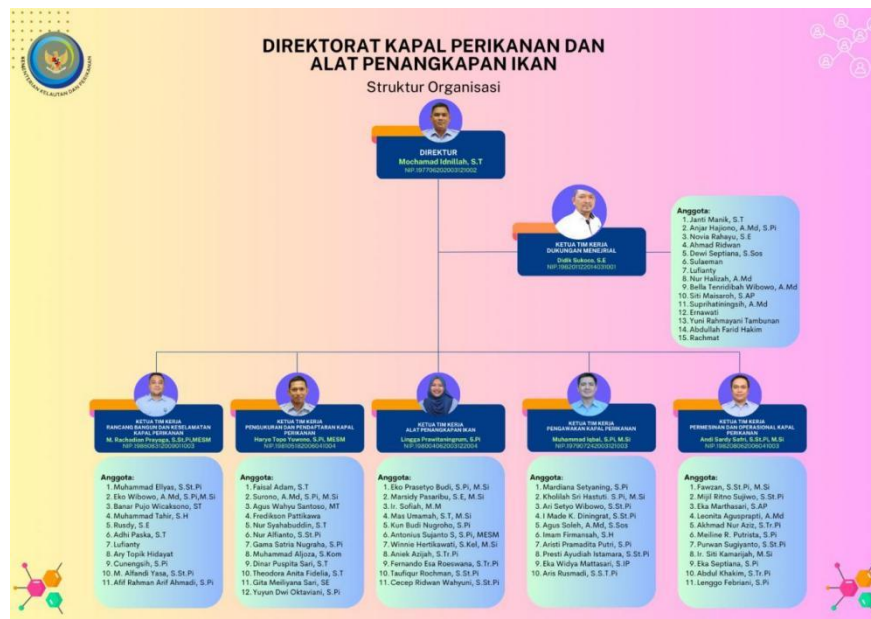 KEMENTERIAN KELAUTAN DAN PERIKANAN
DIREKTORAT KAPAL PERIKANAN DAN
ALAT PENANGKAPAN IKAN
Struktur Organisasi
DIREKTUR
Mochamad Idnillah, S.T
NIP.197706202003121002
KETUA TIM KERJA
DUKUNGAN MENEJRIAL
Didik Sukoco, S.E
NIP.198201122014031001
Anggota:
1. Janti Manik, S.T
2. Anjar Hajiono, A.Md, S.Pi
3. Novia Rahayu, S.E
4. Ahmad Ridwan
5. Dewi Septiana, S.Sos
6. Sulaeman
7. Lufianty
8. Nur Halizah, A.Md
9. Bella Tenridibah Wibowo, A.Md
10. Siti Maisaroh, S.AP
11. Suprihatiningsih, A.Md
12. Ernawati
13. Yuni Rahmayani Tambunan
14. Abdullah Farid Hakim
15. Rachmat
KETUA TIM KERJA
RANCANG BANGUN DAN KESELAMATAN
KAPAL PERIKANAN
M. Rachadian Prayoga, S.St.Pi,MESM
Anggota:
1. Muhammad Ellyas, S.St.Pi
2. Eko Wibowo, A.Md, S.Pi,M.Si
3. Banar Pujo Wicaksono, ST
4. Muhammad Tahir, S.H
5. Rusdy, S.E
6. Adhi Paska, S.T
7. Lufianty
8. Ary Topik Hidayat
9. Cunengsih, S.Pi
10. M. Alfandi Yasa, S.St.Pi
11. Afif Rahman Arif Ahmadi, S.Pi
KETUA TIM KERJA
PENGUKURAN DAN PENDAFTARAN KAPAL
PERIKANAN
Haryo Topo Yuwono, S.Pi, MESM
Anggota:
1. Faisal Adam, S.T
2. Surono, A.Md, S.Pi, M.Si
3. Agus Wahyu Santoso, MT
4. Fredikson Pattikawa
5. Nur Syahabuddin, S.T
6. Nur Alfianto, S.St.Pi
7. Gama Satria Nugraha, S.Pi
8. Muhammad Aljoza, S.Kom
9. Dinar Puspita Sari, S.T
10. Theodora Anita Fidelia, S.T
11. Gita Meiliyana Sari, SE
12. Yuyun Dwi Oktaviani, S.Pi
KETUA TIM KERJA
ALAT PENANGKAPAN IKAN
Lingga Prawitaningrum, S.Pi
Anggota:
1. Eko Prasetyo Budi, S.Pi, M.Si
2. Marsidy Pasaribu, S.E, M.Si
3. Ir. Sofiah, M.M
4. Mas Umamah, S.T, M.Si
5. Kun Budi Nugroho, S.Pi
6. Antonius Sujanto S, S.Pi, MESM
7. Winnie Hertikawati, S.Kel, M.Si
8. Aniek Azijah, S.Tr.Pi
9. Fernando Esa Roeswana, S.Tr.Pi
10. Taufiqur Rochman, S.St.Pi
11. Cecep Ridwan Wahyuni, S.St.Pi
KETUA TIM KERJA
PENGAWAKAN KAPAL PERIKANAN
Muhammad Iqbal, S.Pi, M.Si
NIP.197907242003121003
Anggota:
1. Mardiana Setyaning, S.Pi
2. Kholilah Sri Hastuti. S.Pi, M.Si
3. Ari Setyo Wibowo, S.St.Pi
4. I Made K. Diningrat, S.St.Pi
5. Agus Soleh, A.Md, S.Sos
6. Imam Firmansah, S.H
7. Aristi Pramadita Putri, S.Pi
8. Presti Ayudiah Istamara, S.St.Pi
9. Eka Widya Mattasari, S.IP
10. Aris Rusmadi, S.S.T.Pi
KETUA TIM KERJA
PERMESINAN DAN OPERASIONAL KAPAL
PERIKANAN
Andi Sardy Safri, S.St.Pi, M.Si
NIP.198208062006041003
Anggota:
1. Fawzan, S.St.Pi, M.Si
2. Mijil Ritno Sujiwo, S.St.Pi
3. Eka Marthasari, S.AP
4. Leonita Agusprapti, A.Md
5. Akhmad Nur Aziz, S.Tr.Pi
6. Meiline R. Putrista, S.Pi
7. Purwan Sugiyanto, S.St.Pi
8. Ir. Siti Kamarijah, M.Si
9. Eka Septiana, S.Pi
10. Abdul Khakim, S.Tr.Pi
11. Lenggo Febriani, S.Pi